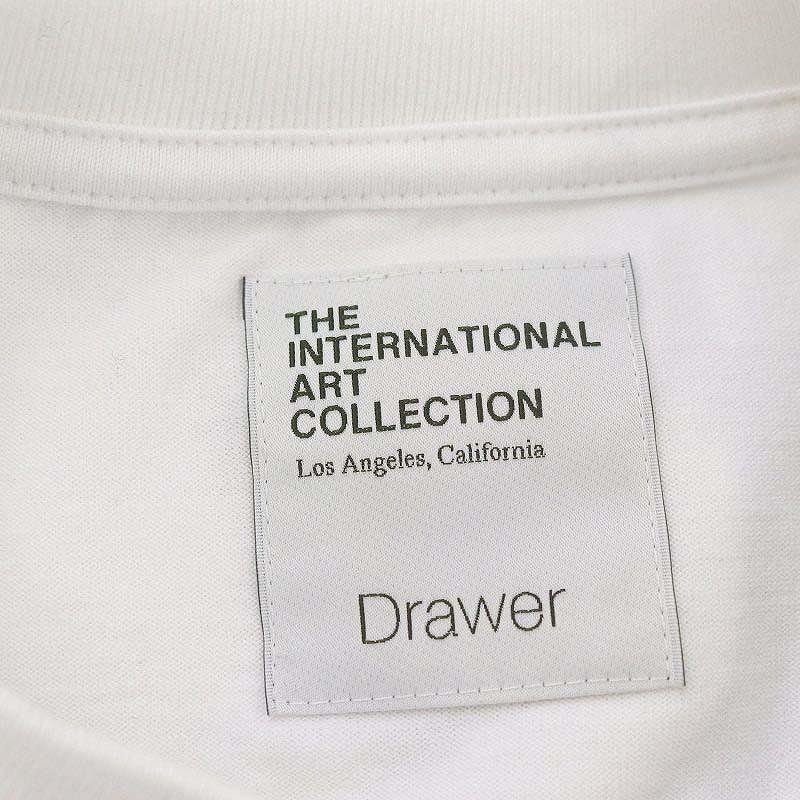 THE
INTERNATIONAL
ART
COLLECTION
Los Angeles, California
Drawer